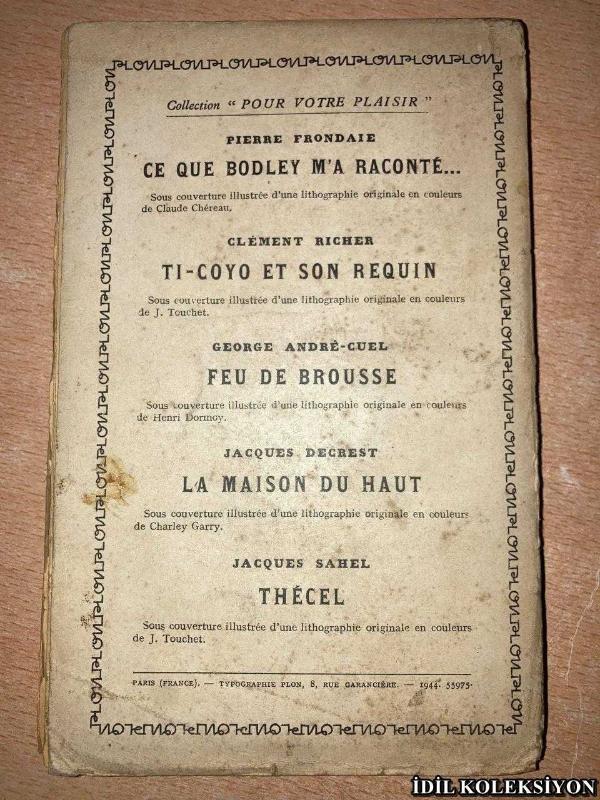 Collection " POUR VOTRE PLAISIR "
PIERRE FRONDAIE
CE QUE BODLEY M'A RACONTÉ...
Sous couverture illustrée d'une lithographie originale en couleurs
de Claude Chéreau.
CLÉMENT RICHER
TI-COYO ET SON REQUIN
Sous couverture illustrée d'une lithographie originale en couleurs
de J. Touchet.
GEORGE ANDRÉ-CUEL
FEU DE BROUSSE
Sous couverture illustrée d'une lithographie originale en couleurs
de Henri Dormoy.
JACQUES DECREST
LA MAISON DU HAUT
Sous couverture illustrée d'une lithographie originale en couleurs
de Charley Garry.
JACQUES SAHEL
THÉCEL
Sous couverture illustrée d'une lithographie originale en couleurs
de J. Touchet.
PARIS (FRANCE). — TYPOGRAPHIE PLON, 8, RUE GARANCIÈRE. — 1944. 55975.
İDİL KOLEKSİYON